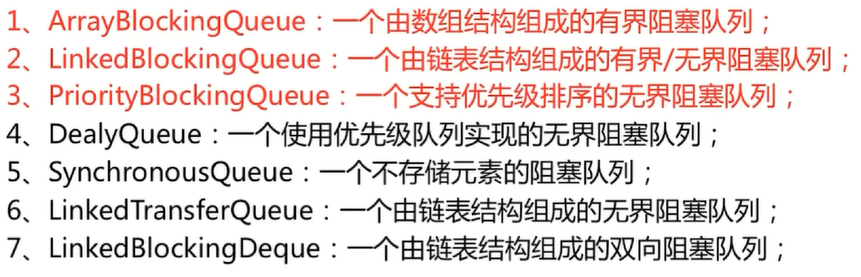 1、ArrayBlockingQueue：一个由数组结构组成的有界阻塞队列；
2、LinkedBlockingQueue：一个由链表结构组成的有界/无界阻塞队列；
3、PriorityBlockingQueue：一个支持优先级排序的无界阻塞队列；
4、DealyQueue：一个使用优先级队列实现的无界阻塞队列；
5、SynchronousQueue：一个不存储元素的阻塞队列；
6、LinkedTransferQueue：一个由链表结构组成的无界阻塞队列；
7、LinkedBlockingDeque：一个由链表结构组成的双向阻塞队列；